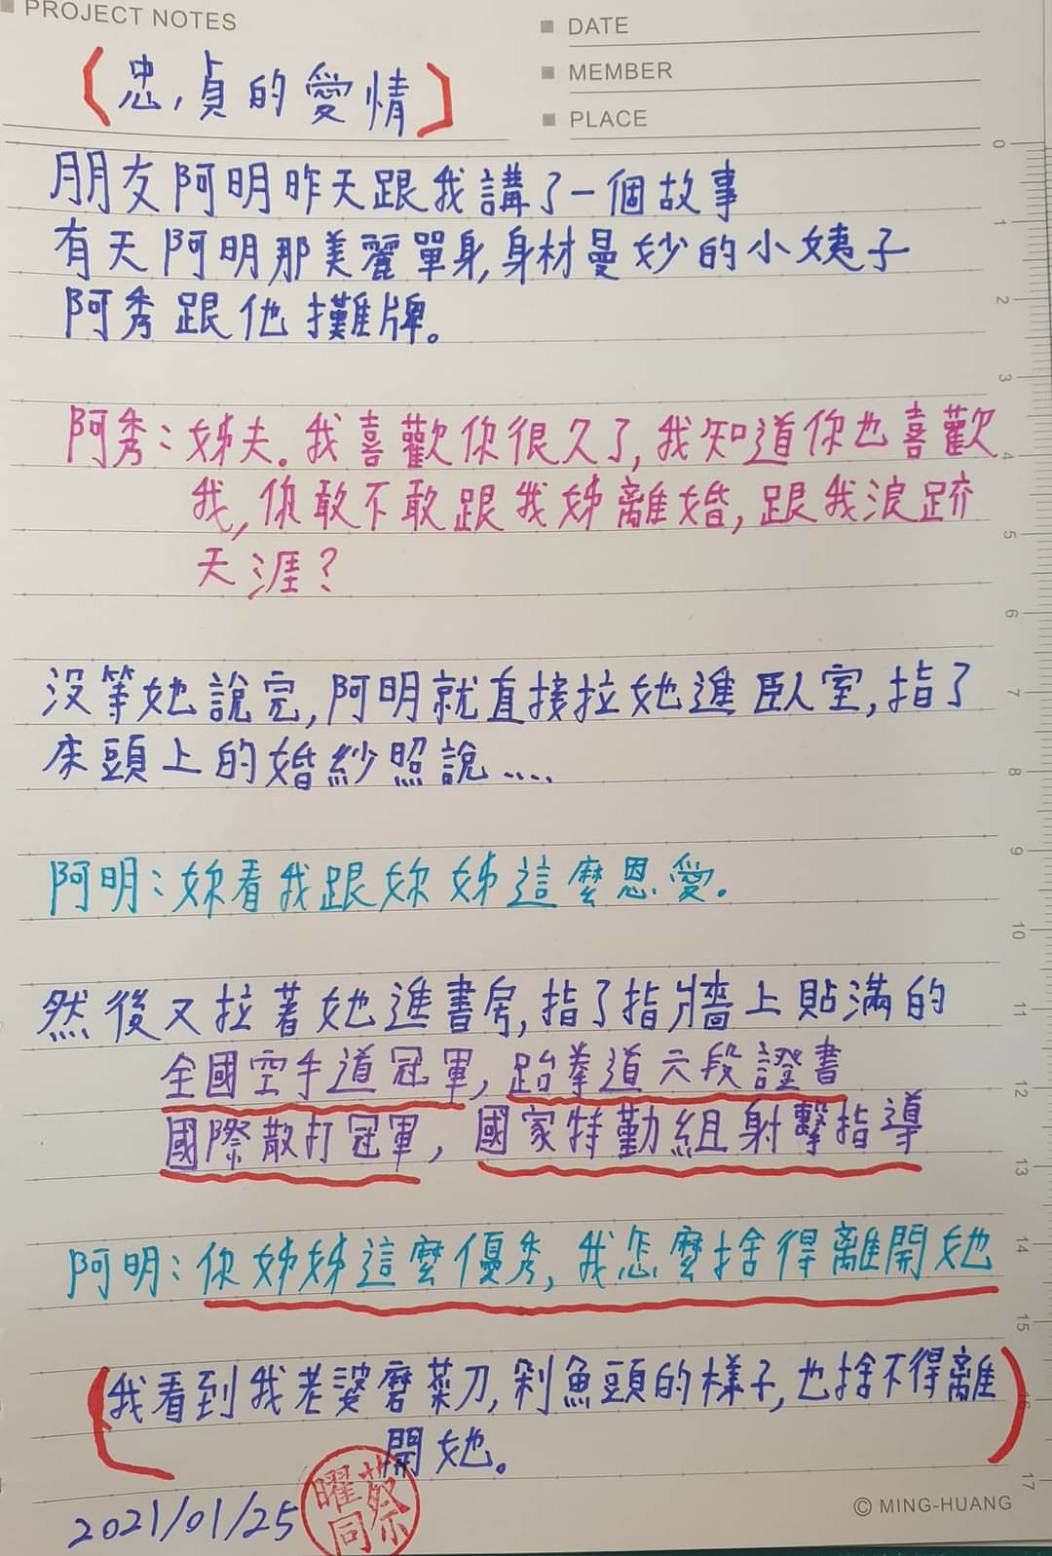 PROJECT NOTES
DATE
MEMBER
PLACE
(忠貞的愛情)
朋友阿明昨天跟我講了一個故事
有天阿明那美麗單身,身材曼妙的小姨子
阿秀跟他攤牌。
阿秀:姊夫.我喜歡你很久了,我知道你也喜歡
我,你敢不敢跟我姊離婚,跟我浪跡
天涯?
沒等她說完,阿明就直接拉她進臥室,指了
床頭上的婚紗照說....
阿明:妳看我跟妳姊這麼恩愛.
然後又拉著她進書房,指了指牆上貼滿的
全國空手道冠軍,跆拳道六段證書
國際散打冠軍,國家特勤組射擊指導
阿明:你姊姊這麼優秀,我怎麼捨得離開她
(我看到我老婆磨菜刀,剁魚頭的樣子,也捨不得離
開她。)
2021/01/25
蔡曜同
© MING-HUANG
0
1
2
3
4
5
6
7
8
9
10
11
12
13
14
15
16
17